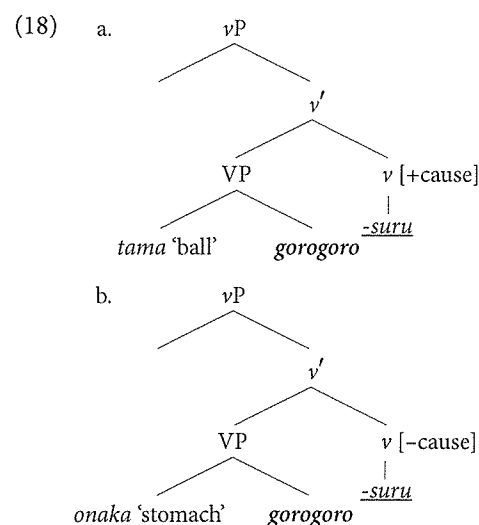 (18) a. vP
v′
VP v [+cause]
-suru
tama ‘ball’ gorogoro
b. vP
v′
VP v [−cause]
-suru
onaka ‘stomach’ gorogoro